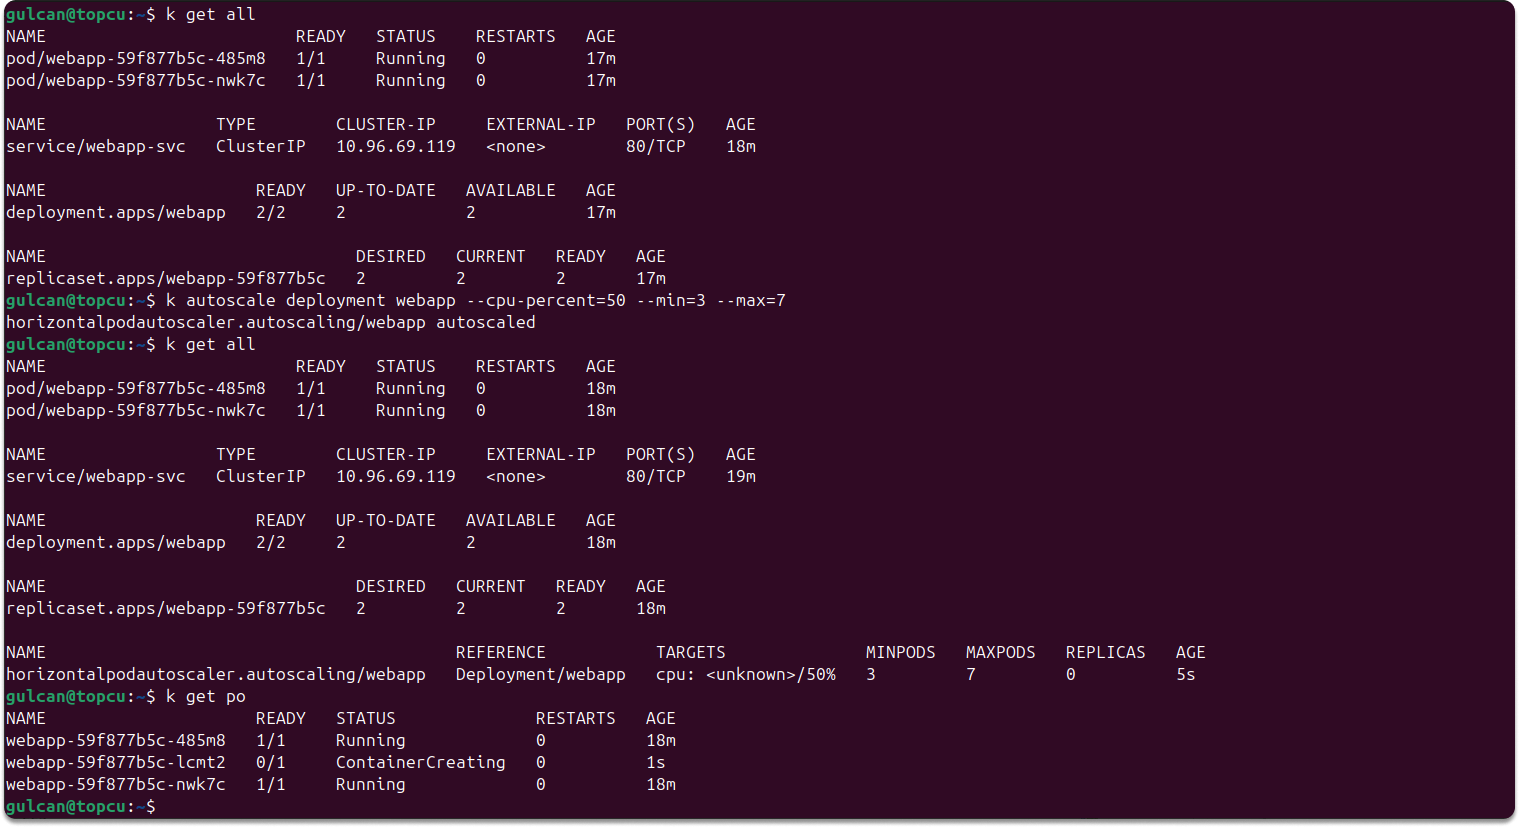 gulcan@topcu:~$ k get all
NAME                         READY   STATUS    RESTARTS   AGE
pod/webapp-59f877b5c-485m8   1/1     Running   0          17m
pod/webapp-59f877b5c-nwk7c   1/1     Running   0          17m

NAME                 TYPE        CLUSTER-IP     EXTERNAL-IP   PORT(S)   AGE
service/webapp-svc   ClusterIP   10.96.69.119   <none>        80/TCP    18m

NAME                     READY   UP-TO-DATE   AVAILABLE   AGE
deployment.apps/webapp   2/2     2            2           17m

NAME                               DESIRED   CURRENT   READY   AGE
replicaset.apps/webapp-59f877b5c   2         2         2       17m
gulcan@topcu:~$ k autoscale deployment webapp --cpu-percent=50 --min=3 --max=7
horizontalpodautoscaler.autoscaling/webapp autoscaled
gulcan@topcu:~$ k get all
NAME                         READY   STATUS    RESTARTS   AGE
pod/webapp-59f877b5c-485m8   1/1     Running   0          18m
pod/webapp-59f877b5c-nwk7c   1/1     Running   0          18m

NAME                 TYPE        CLUSTER-IP     EXTERNAL-IP   PORT(S)   AGE
service/webapp-svc   ClusterIP   10.96.69.119   <none>        80/TCP    19m

NAME                     READY   UP-TO-DATE   AVAILABLE   AGE
deployment.apps/webapp   2/2     2            2           18m

NAME                               DESIRED   CURRENT   READY   AGE
replicaset.apps/webapp-59f877b5c   2         2         2       18m

NAME                                         REFERENCE           TARGETS              MINPODS   MAXPODS   REPLICAS   AGE
horizontalpodautoscaler.autoscaling/webapp   Deployment/webapp   cpu: <unknown>/50%   3         7         0          5s
gulcan@topcu:~$ k get po
NAME                     READY   STATUS              RESTARTS   AGE
webapp-59f877b5c-485m8   1/1     Running             0          18m
webapp-59f877b5c-lcmt2   0/1     ContainerCreating   0          1s
webapp-59f877b5c-nwk7c   1/1     Running             0          18m
gulcan@topcu:~$